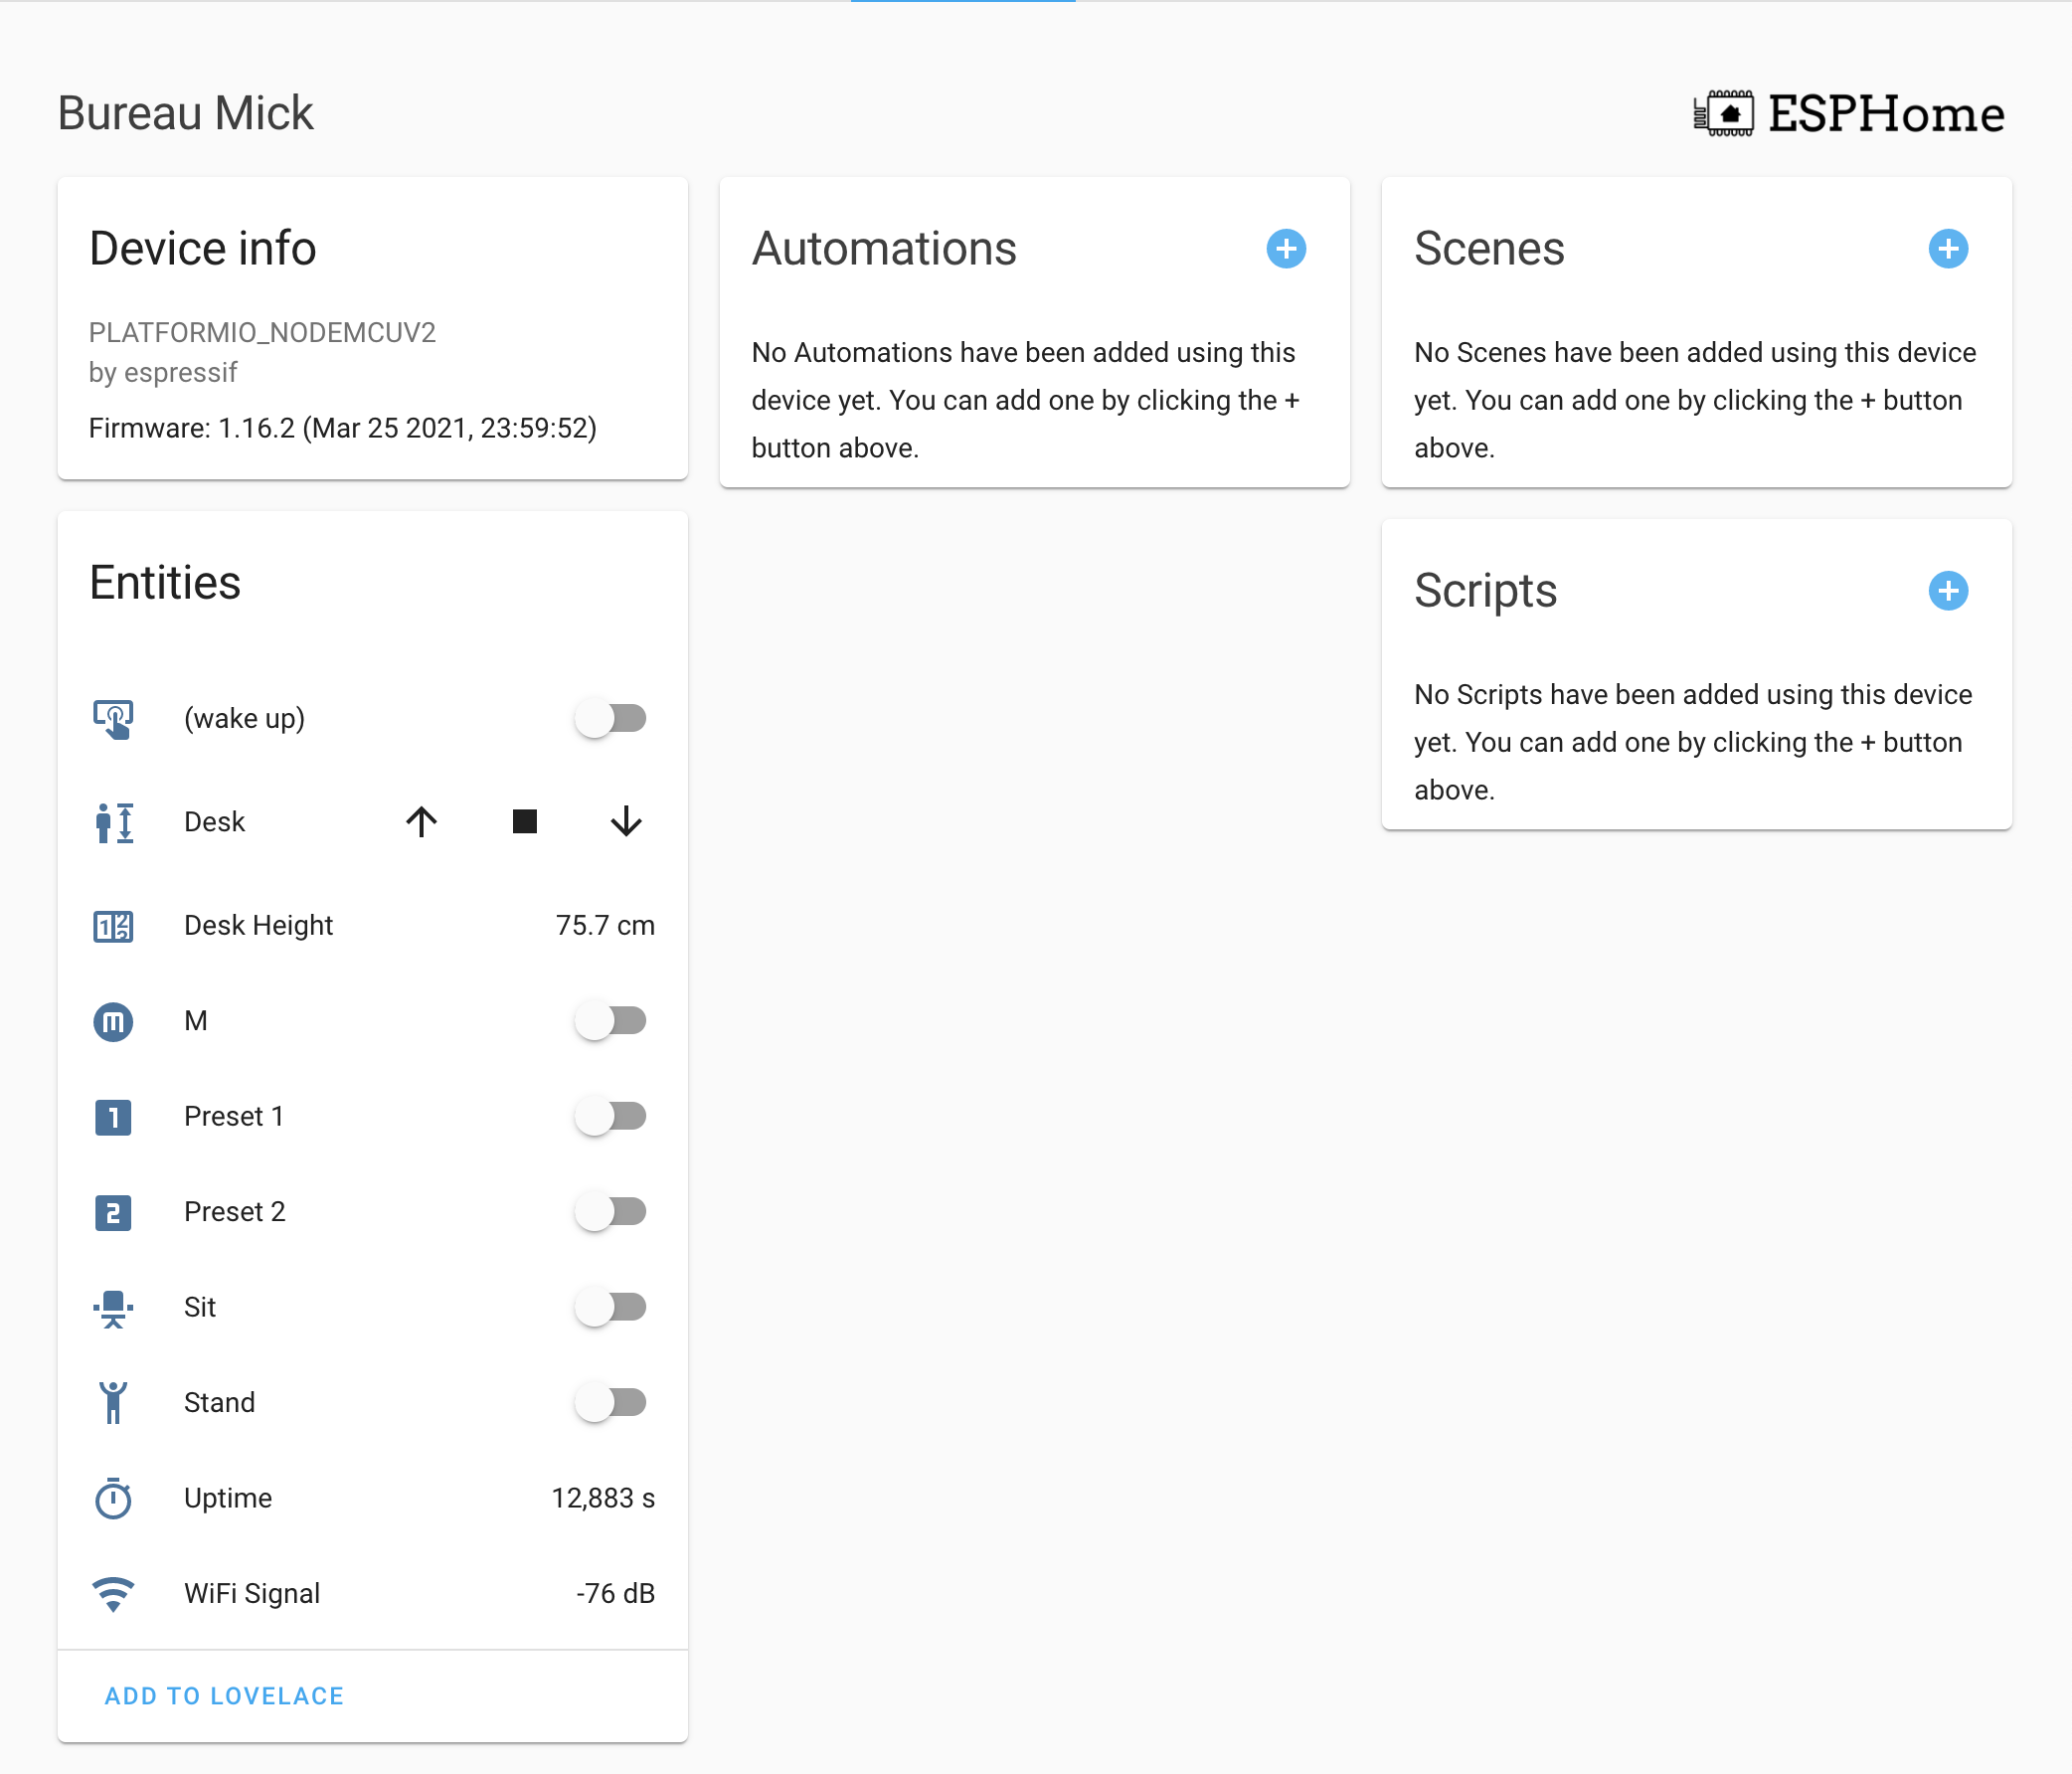 Bureau Mick
ESPHome
Device info
PLATFORMIO_NODEMCUV2
by espressif
Firmware: 1.16.2 (Mar 25 2021, 23:59:52)
Automations
No Automations have been added using this
device yet. You can add one by clicking the +
button above.
Scenes
No Scenes have been added using this device
yet. You can add one by clicking the + button
above.
Scripts
No Scripts have been added using this device
yet. You can add one by clicking the + button
above.
Entities
(wake up)
Desk
Desk Height 75.7 cm
M
1 Preset 1
2 Preset 2
Sit
Stand
Uptime 12,883 s
WiFi Signal -76 dB
ADD TO LOVELACE